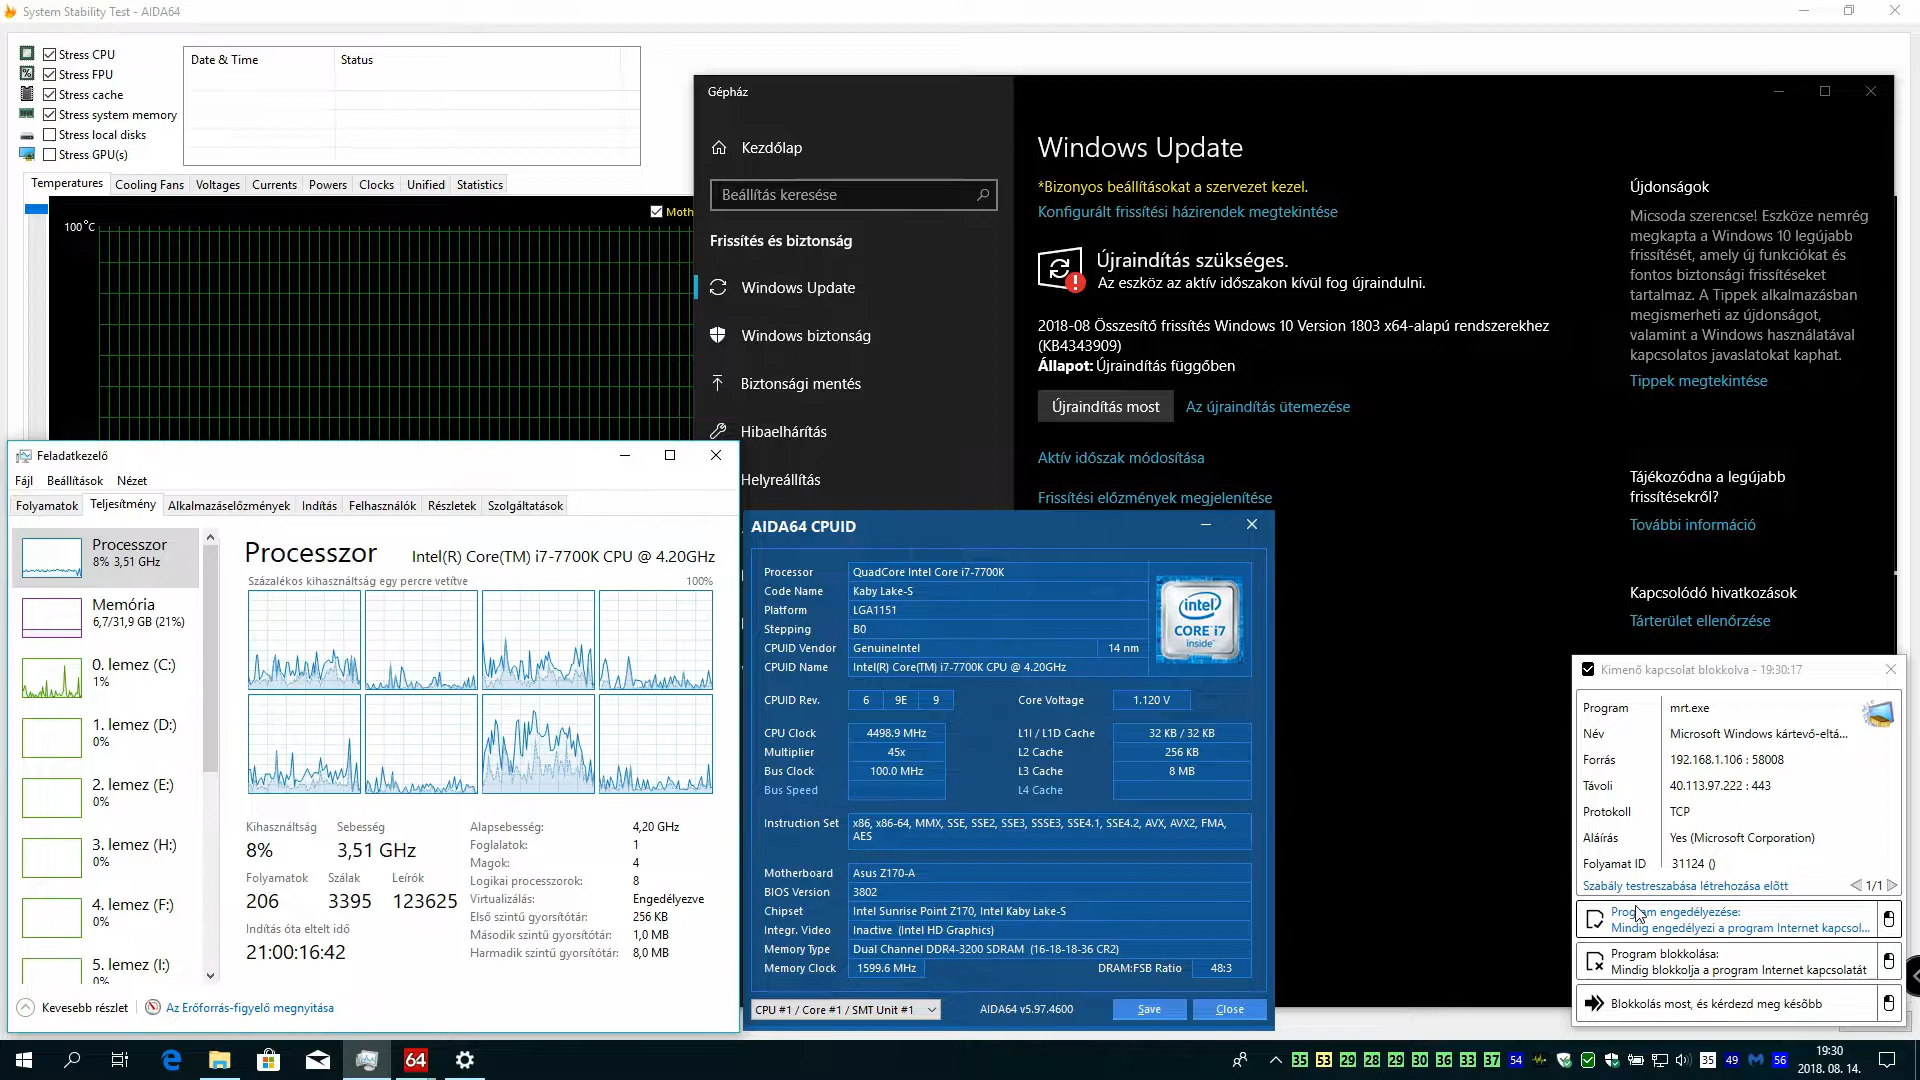 System Stability Test - AIDA64
Stress CPU
Stress FPU
Stress cache
Stress system memory
Stress local disks
Stress GPU(s)
Date & Time
Status
Temperatures
Cooling Fans
Voltages
Currents
Powers
Clocks
Unified
Statistics
100°C
Moth
Gépház
Kezdőlap
Beállítás keresése
Frissítés és biztonság
Windows Update
Windows biztonság
Biztonsági mentés
Hibaelhárítás
Helyreállítás
Windows Update
*Bizonyos beállításokat a szervezet kezel.
Konfigurált frissítési házirendek megtekintése
Újraindítás szükséges.
Az eszköz az aktív időszakon kívül fog újraindulni.
2018-08 Összesítő frissítés Windows 10 Version 1803 x64-alapú rendszerekhez
(KB4343909)
Állapot: Újraindítás függőben
Újraindítás most
Az újraindítás ütemezése
Aktív időszak módosítása
Frissítési előzmények megjelenítése
Újdonságok
Micsoda szerencse! Eszköze nemrég
megkapta a Windows 10 legújabb
frissítését, amely új funkciókat és
fontos biztonsági frissítéseket
tartalmaz. A Tippek alkalmazásban
megismerheti az újdonságot,
valamint a Windows használatával
kapcsolatos javaslatokat kaphat.
Tippek megtekintése
Tájékozódna a legújabb
frissítésekről?
További információ
Kapcsolódó hivatkozások
Tárterület ellenőrzése
Feladatkezelő
Fájl
Beállítások
Nézet
Folyamatok
Teljesítmény
Alkalmazáselőzmények
Indítás
Felhasználók
Részletek
Szolgáltatások
Processzor
8% 3,51 GHz
Memória
6,7/31,9 GB (21%)
0. lemez (C:)
1%
1. lemez (D:)
0%
2. lemez (E:)
0%
3. lemez (H:)
0%
4. lemez (F:)
0%
5. lemez (I:)
0%
Processzor
Intel(R) Core(TM) i7-7700K CPU @ 4.20GHz
Százalékos kihasználtság egy percre vetítve
100%
Kihasználtság
8%
Sebesség
3,51 GHz
Folyamatok
206
Szálak
3395
Leírók
123625
Indítás óta eltelt idő
21:00:16:42
Alapsebesség: 4,20 GHz
Foglalatok: 1
Magok: 4
Logikai processzorok: 8
Virtualizálás: Engedélyezve
Első szintű gyorsítótár: 256 KB
Második szintű gyorsítótár: 1,0 MB
Harmadik szintű gyorsítótár: 8,0 MB
Kevesebb részlet
Az Erőforrás-figyelő megnyitása
AIDA64 CPUID
Processor QuadCore Intel Core i7-7700K
Code Name Kaby Lake-S
Platform LGA1151
Stepping B0
CPUID Vendor GenuineIntel 14 nm
CPUID Name Intel(R) Core(TM) i7-7700K CPU @ 4.20GHz
intel
CORE i7
inside
CPUID Rev. 6 9E 9
Core Voltage 1.120 V
CPU Clock 4498.9 MHz
L1I / L1D Cache 32 KB / 32 KB
Multiplier 45x
L2 Cache 256 KB
Bus Clock 100.0 MHz
L3 Cache 8 MB
Bus Speed
L4 Cache
Instruction Set x86, x86-64, MMX, SSE, SSE2, SSE3, SSSE3, SSE4.1, SSE4.2, AVX, AVX2, FMA,
AES
Motherboard Asus Z170-A
BIOS Version 3802
Chipset Intel Sunrise Point Z170, Intel Kaby Lake-S
Integr. Video Inactive (Intel HD Graphics)
Memory Type Dual Channel DDR4-3200 SDRAM (16-18-18-36 CR2)
Memory Clock 1599.6 MHz
DRAM:FSB Ratio 48:3
CPU #1 / Core #1 / SMT Unit #1
AIDA64 v5.97.4600
Save
Close
Kimenő kapcsolat blokkolva - 19:30:17
Program mrt.exe
Név Microsoft Windows kártevő-eltá...
Forrás 192.168.1.106 : 58008
Távoli 40.113.97.222 : 443
Protokoll TCP
Aláírás Yes (Microsoft Corporation)
Folyamat ID 31124 ()
Szabály testreszabása létrehozása előtt
1/1
Program engedélyezése:
Mindig engedélyezi a program Internet kapcsol...
Program blokkolása:
Mindig blokkolja a program Internet kapcsolatát
Blokkolás most, és kérdezd meg később
64
35 53 29 28 29 30 36 33 37 54
35 49 56
19:30
2018. 08. 14.